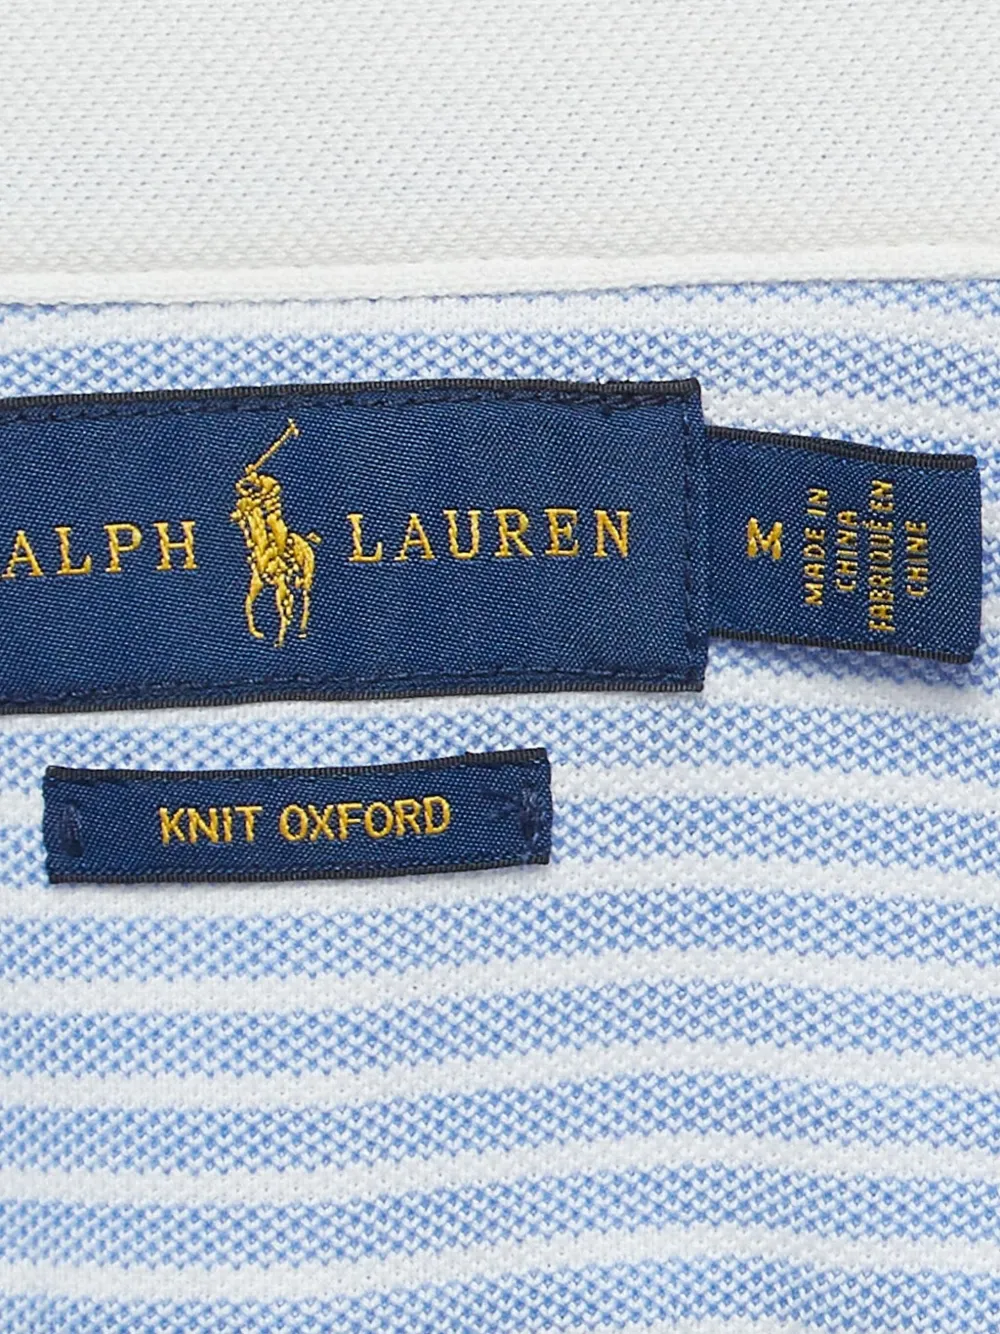 ALPH LAUREN
M
MADE IN
CHINA
FABRIQUÉ EN
CHINE
KNIT OXFORD